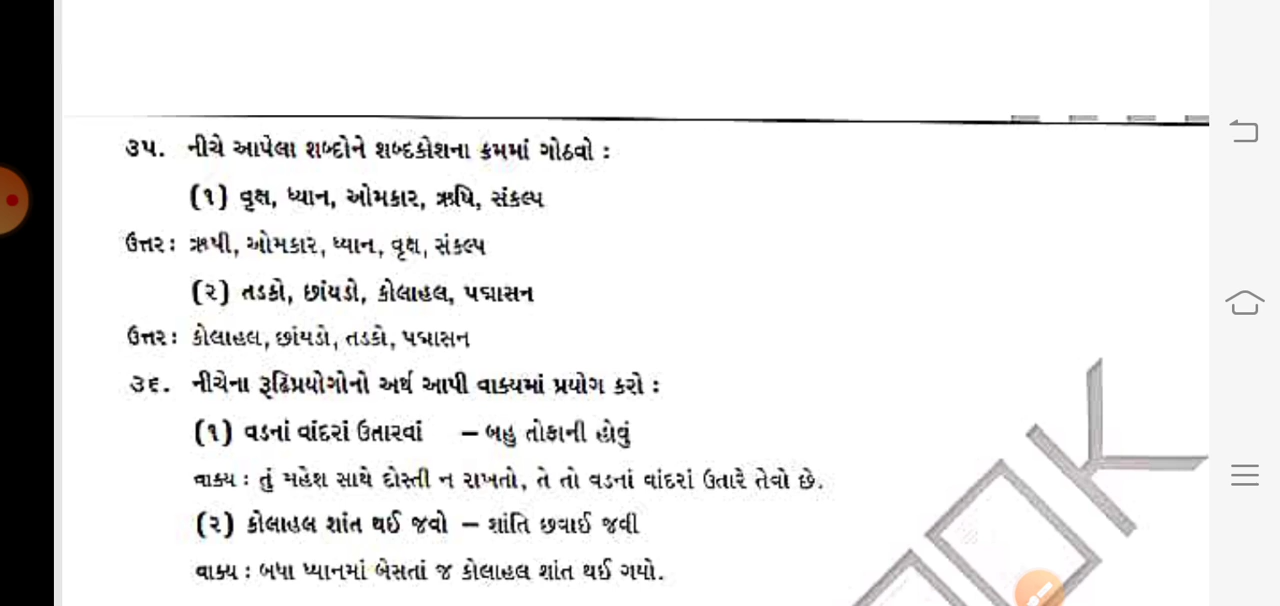 ૩૫. નીચે આપેલા શબ્દોને શબ્દકોશના ક્રમમાં ગોઠવો :
(૧) વૃક્ષ, ધ્યાન, ઓમકાર, ઋષિ, સંકલ્પ
ઉત્તર : ઋષી, ઓમકાર, ધ્યાન, વૃક્ષ, સંકલ્પ
(૨) તડકો, છાંયડો, કોલાહલ, પદ્માસન
ઉત્તર : કોલાહલ, છાંયડો, તડકો, પદ્માસન
૩૬. નીચેના રૂઢિપ્રયોગોનો અર્થ આપી વાક્યમાં પ્રયોગ કરો :
(૧) વડનાં વાંદરાં ઉતારવાં – બહુ તોફાની હોવું
વાક્ય : તું મહેશ સાથે દોસ્તી ન રાખતો, તે તો વડનાં વાંદરાં ઉતારે તેવો છે.
(૨) કોલાહલ શાંત થઈ જવો – શાંતિ છવાઈ જવી
વાક્ય : બધા ધ્યાનમાં બેસતાં જ કોલાહલ શાંત થઈ ગયો.
K